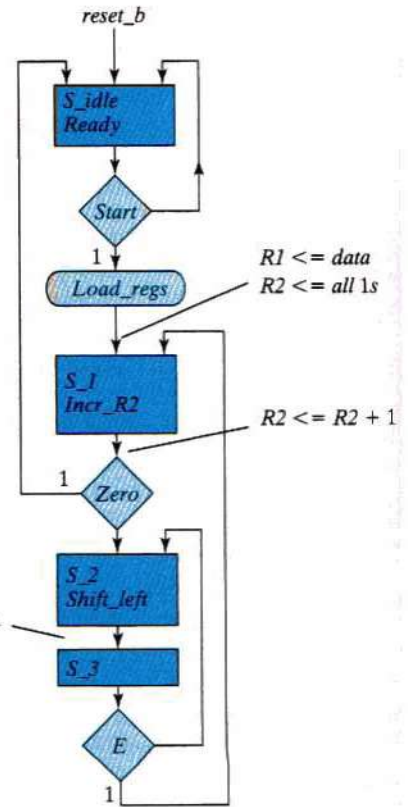 reset_b
S_idle
Ready
Start
1
Load_regs
R1 <= data
R2 <= all 1s
S_1
Incr_R2
R2 <= R2 + 1
1
Zero
S_2
Shift_left
S_3
E
1